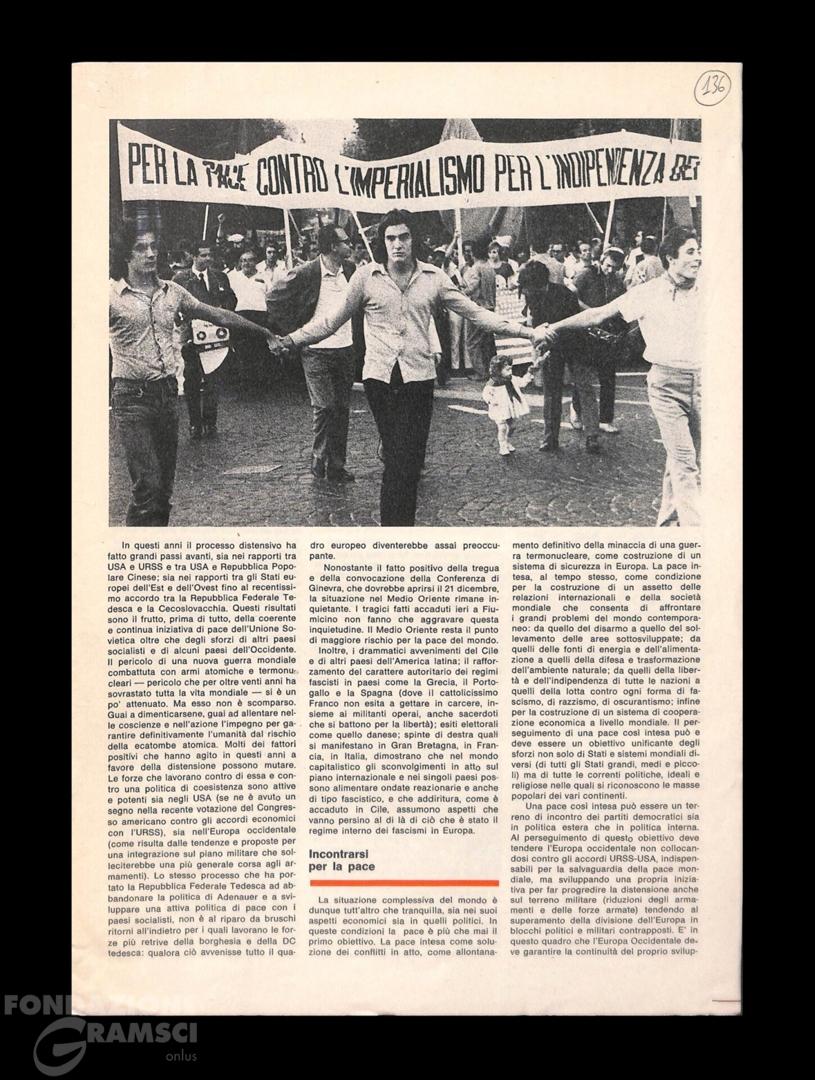 136
PER LA PACE CONTRO L'IMPERIALISMO PER L'INDIPENDENZA DEI
In questi anni il processo distensivo ha
fatto grandi passi avanti, sia nei rapporti tra
USA e URSS e tra USA e Repubblica Popo-
lare Cinese; sia nei rapporti tra gli Stati eu-
ropei dell'Est e dell'Ovest fino al recentissi-
mo accordo tra la Repubblica Federale Te-
desca e la Cecoslovacchia. Questi risultati
sono il frutto, prima di tutto, della coerente
e continua iniziativa di pace dell'Unione So-
vietica oltre che degli sforzi di altri paesi
socialisti e di alcuni paesi dell'Occidente.
Il pericolo di una nuova guerra mondiale
combattuta con armi atomiche e termonu-
cleari — pericolo che per oltre venti anni ha
sovrastato tutta la vita mondiale — si è un
po' attenuato. Ma esso non è scomparso.
Guai a dimenticarsene, guai ad allentare nel-
le coscienze e nell'azione l'impegno per ga-
rantire definitivamente l'umanità dal rischio
della ecatombe atomica. Molti dei fattori
positivi che hanno agito in questi anni a
favore della distensione possono mutare.
Le forze che lavorano contro di essa e con-
tro una politica di coesistenza sono attive
e potenti sia negli USA (se ne è avuto un
segno nella recente votazione del Congres-
so americano contro gli accordi economici
con l'URSS), sia nell'Europa occidentale
(come risulta dalle tendenze e proposte per
una integrazione sul piano militare che sol-
leciterebbe una più generale corsa agli ar-
mamenti). Lo stesso processo che ha por-
tato la Repubblica Federale Tedesca ad ab-
bandonare la politica di Adenauer e a svi-
luppare una attiva politica di pace con i
paesi socialisti, non è al riparo da bruschi
ritorni all'indietro per i quali lavorano le for-
ze più retrive della borghesia e della DC
tedesca: qualora ciò avvenisse tutto il qua-
dro europeo diventerebbe assai preoccu-
pante.
Nonostante il fatto positivo della tregua
e della convocazione della Conferenza di
Ginevra, che dovrebbe aprirsi il 21 dicembre,
la situazione nel Medio Oriente rimane in-
quietante. I tragici fatti accaduti ieri a Fiu-
micino non fanno che aggravare questa
inquietudine. Il Medio Oriente resta il punto
di maggiore rischio per la pace del mondo.
Inoltre, i drammatici avvenimenti del Cile
e di altri paesi dell'America latina; il raffor-
zamento del carattere autoritario dei regimi
fascisti in paesi come la Grecia, il Porto-
gallo e la Spagna (dove il cattolicissimo
Franco non esita a gettare in carcere, in-
sieme ai militanti operai, anche sacerdoti
che si battono per la libertà); esiti elettorali
come quello danese; spinte di destra quali
si manifestano in Gran Bretagna, in Fran-
cia, in Italia, dimostrano che nel mondo
capitalistico gli sconvolgimenti in atto sul
piano internazionale e nei singoli paesi pos-
sono alimentare ondate reazionarie e anche
di tipo fascistico, e che addiritura, come è
accaduto in Cile, assumono aspetti che
vanno persino al di là di ciò che è stato il
regime interno dei fascismi in Europa.
Incontrarsi
per la pace
La situazione complessiva del mondo è
dunque tutt'altro che tranquilla, sia nei suoi
aspetti economici sia in quelli politici. In
queste condizioni la pace è più che mai il
primo obiettivo. La pace intesa come solu-
zione dei conflitti in atto, come allontana-
mento definitivo della minaccia di una guer-
ra termonucleare, come costruzione di un
sistema di sicurezza in Europa. La pace in-
tesa, al tempo stesso, come condizione
per la costruzione di un assetto delle
relazioni internazionali e della società
mondiale che consenta di affrontare
i grandi problemi del mondo contempora-
neo: da quello del disarmo a quello del sol-
levamento delle aree sottosviluppate; da
quelli delle fonti di energia e dell'alimenta-
zione a quelli della difesa e trasformazione
dell'ambiente naturale; da quelli della liber-
tà e dell'indipendenza di tutte le nazioni a
quelli della lotta contro ogni forma di fa-
scismo, di razzismo, di oscurantismo; infine
per la costruzione di un sistema di coopera-
zione economica a livello mondiale. Il per-
seguimento di una pace così intesa può e
deve essere un obiettivo unificante degli
sforzi non solo di Stati e sistemi mondiali di-
versi (di tutti gli Stati grandi, medi e picco-
li) ma di tutte le correnti politiche, ideali e
religiose nelle quali si riconoscono le masse
popolari dei vari continenti.
Una pace così intesa può essere un ter-
reno di incontro dei partiti democratici sia
in politica estera che in politica interna.
Al perseguimento di questo obiettivo deve
tendere l'Europa occidentale non collocan-
dosi contro gli accordi URSS-USA, indispen-
sabili per la salvaguardia della pace mon-
diale, ma sviluppando una propria inizia-
tiva per far progredire la distensione anche
sul terreno militare (riduzioni degli arma-
menti e delle forze armate) tendendo al
superamento della divisione dell'Europa in
blocchi politici e militari contrapposti. E' in
questo quadro che l'Europa Occidentale de-
ve garantire la continuità del proprio svilup-
FONDAZIONE
GRAMSCI
onlus